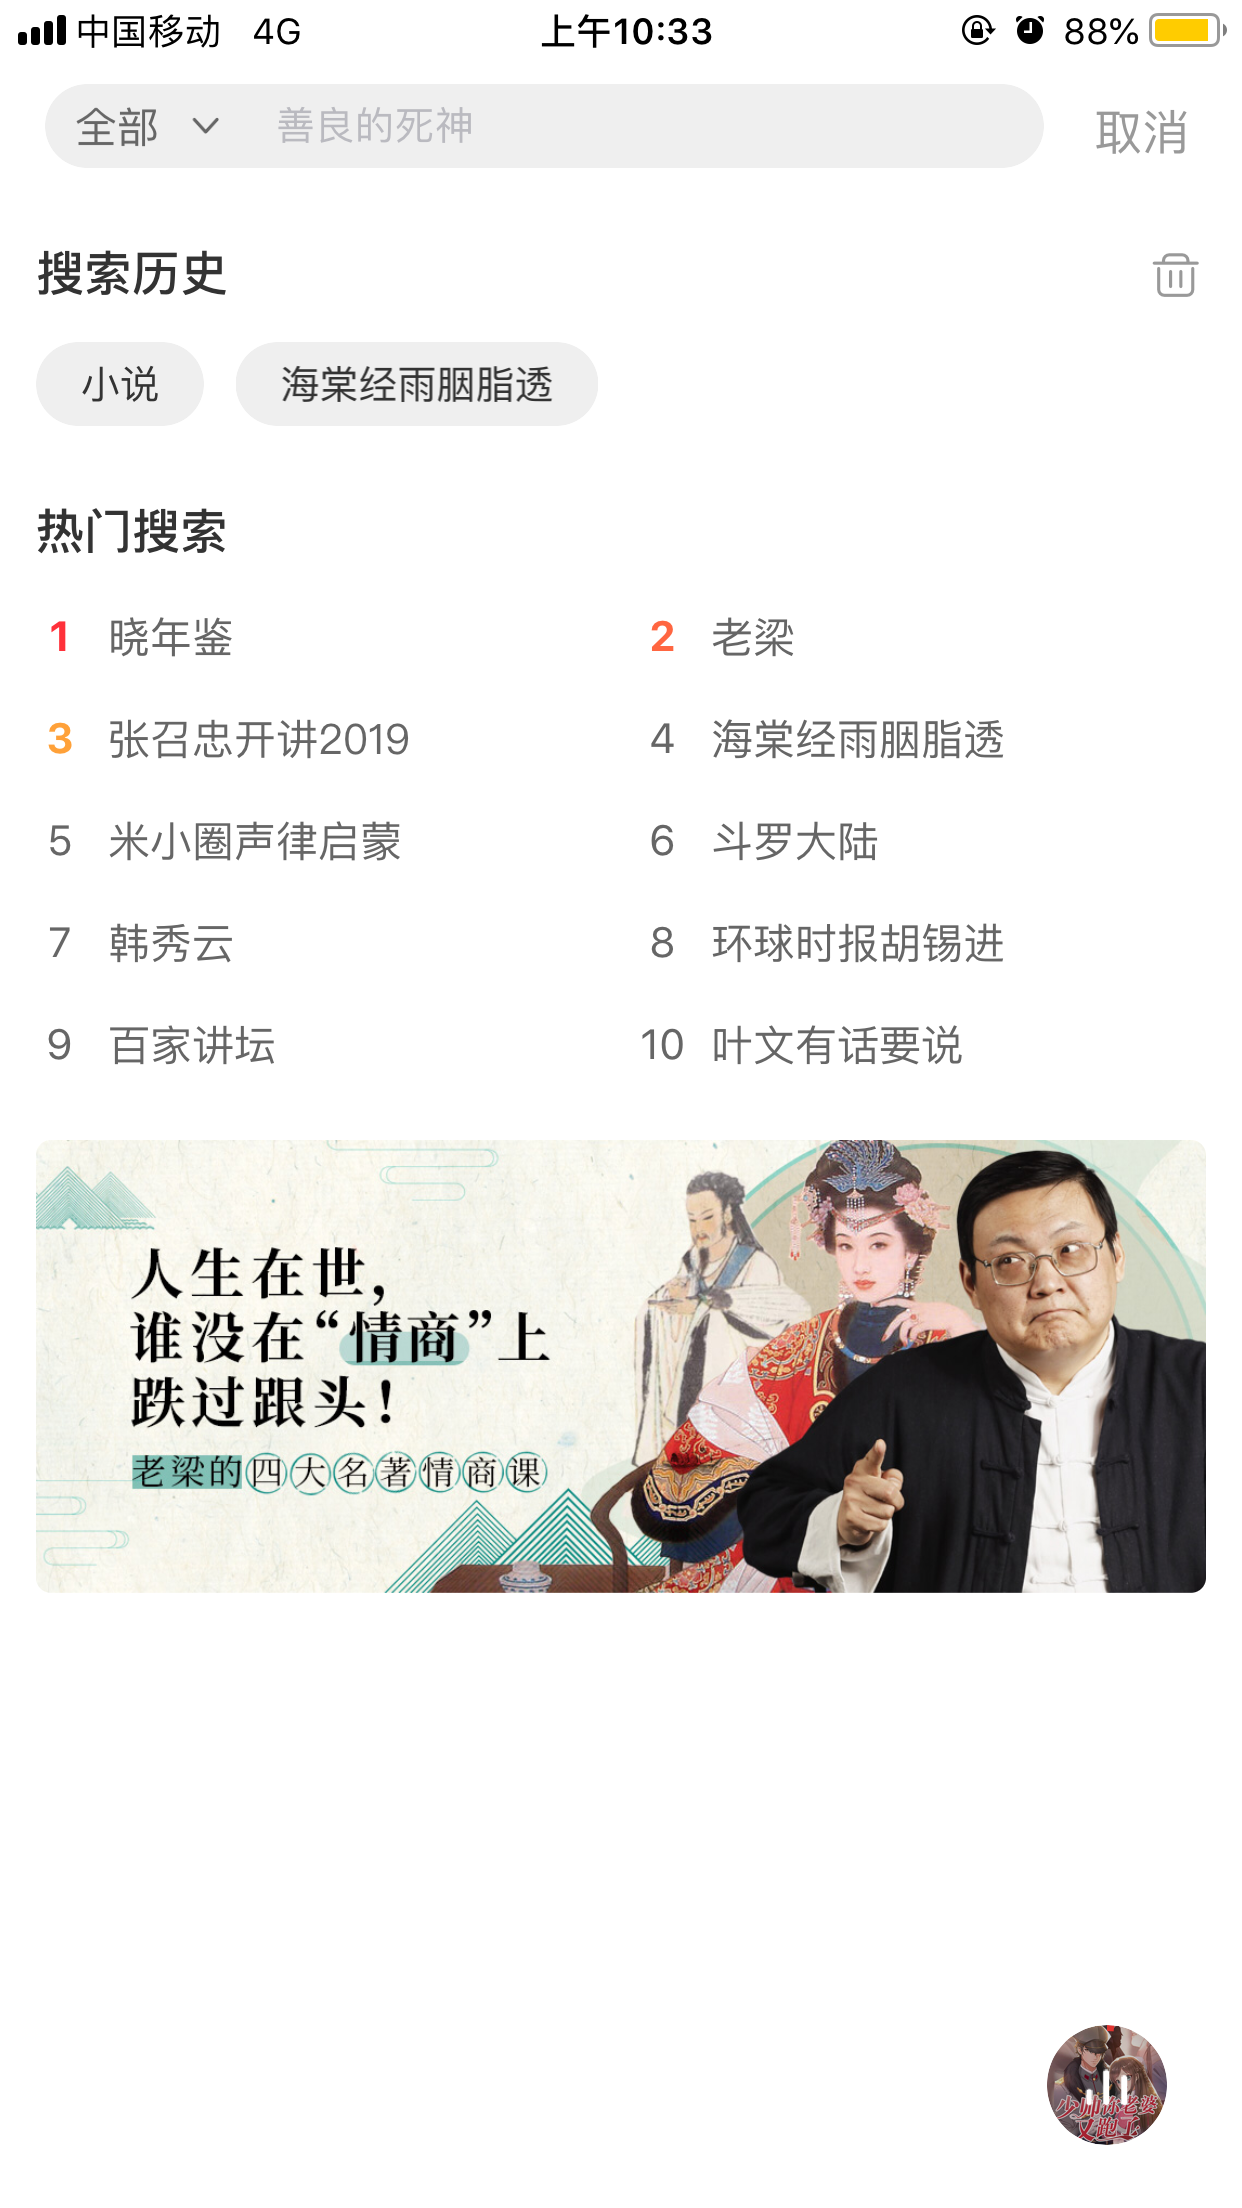 中国移动 4G 上午10:33 88%
全部 善良的死神 取消
搜索历史
小说 海棠经雨胭脂透
热门搜索
1 晓年鉴 2 老梁
3 张召忠开讲2019 4 海棠经雨胭脂透
5 米小圈声律启蒙 6 斗罗大陆
7 韩秀云 8 环球时报胡锡进
9 百家讲坛 10 叶文有话要说
人生在世，
谁没在“情商”上
跌过跟头！
老梁的四大名著情商课
少帅你老婆
又跑了